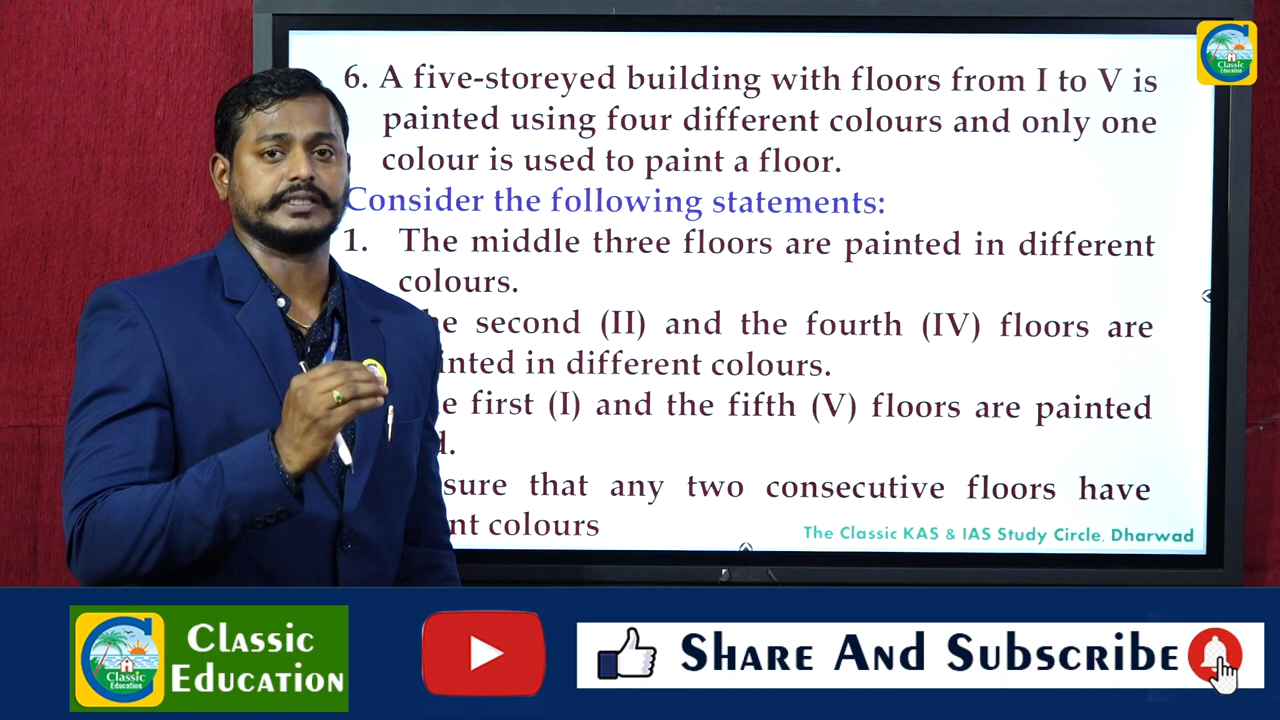 6. A five-storeyed building with floors from I to V is
painted using four different colours and only one
colour is used to paint a floor.
Consider the following statements:
1. The middle three floors are painted in different
colours.
second (II) and the fourth (IV) floors are
in different colours.
first (I) and the fifth (V) floors are painted
that any two consecutive floors have
colours
The Classic KAS & IAS Study Circle, Dharwad
Classic
Education
Classic
Education
Classic
Education
Share And Subscribe